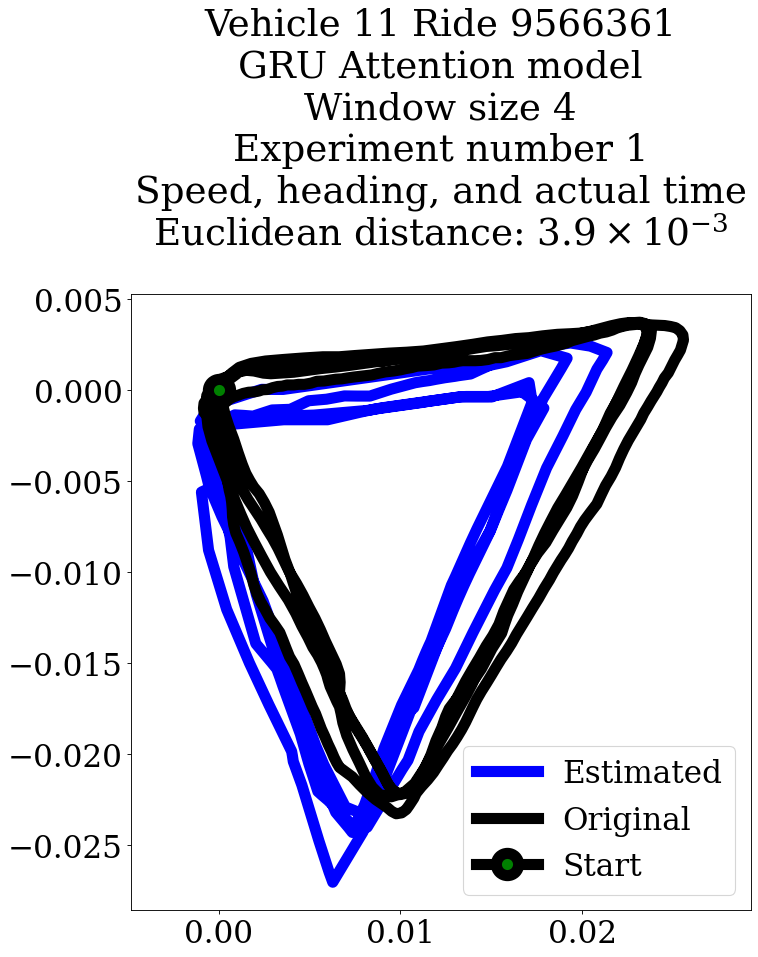 Vehicle 11 Ride 9566361
GRU Attention model
Window size 4
Experiment number 1
Speed, heading, and actual time
Euclidean distance: 3.9 × 10⁻³
0.005
0.000
−0.005
−0.010
−0.015
−0.020
−0.025
0.00
0.01
0.02
Estimated
Original
Start